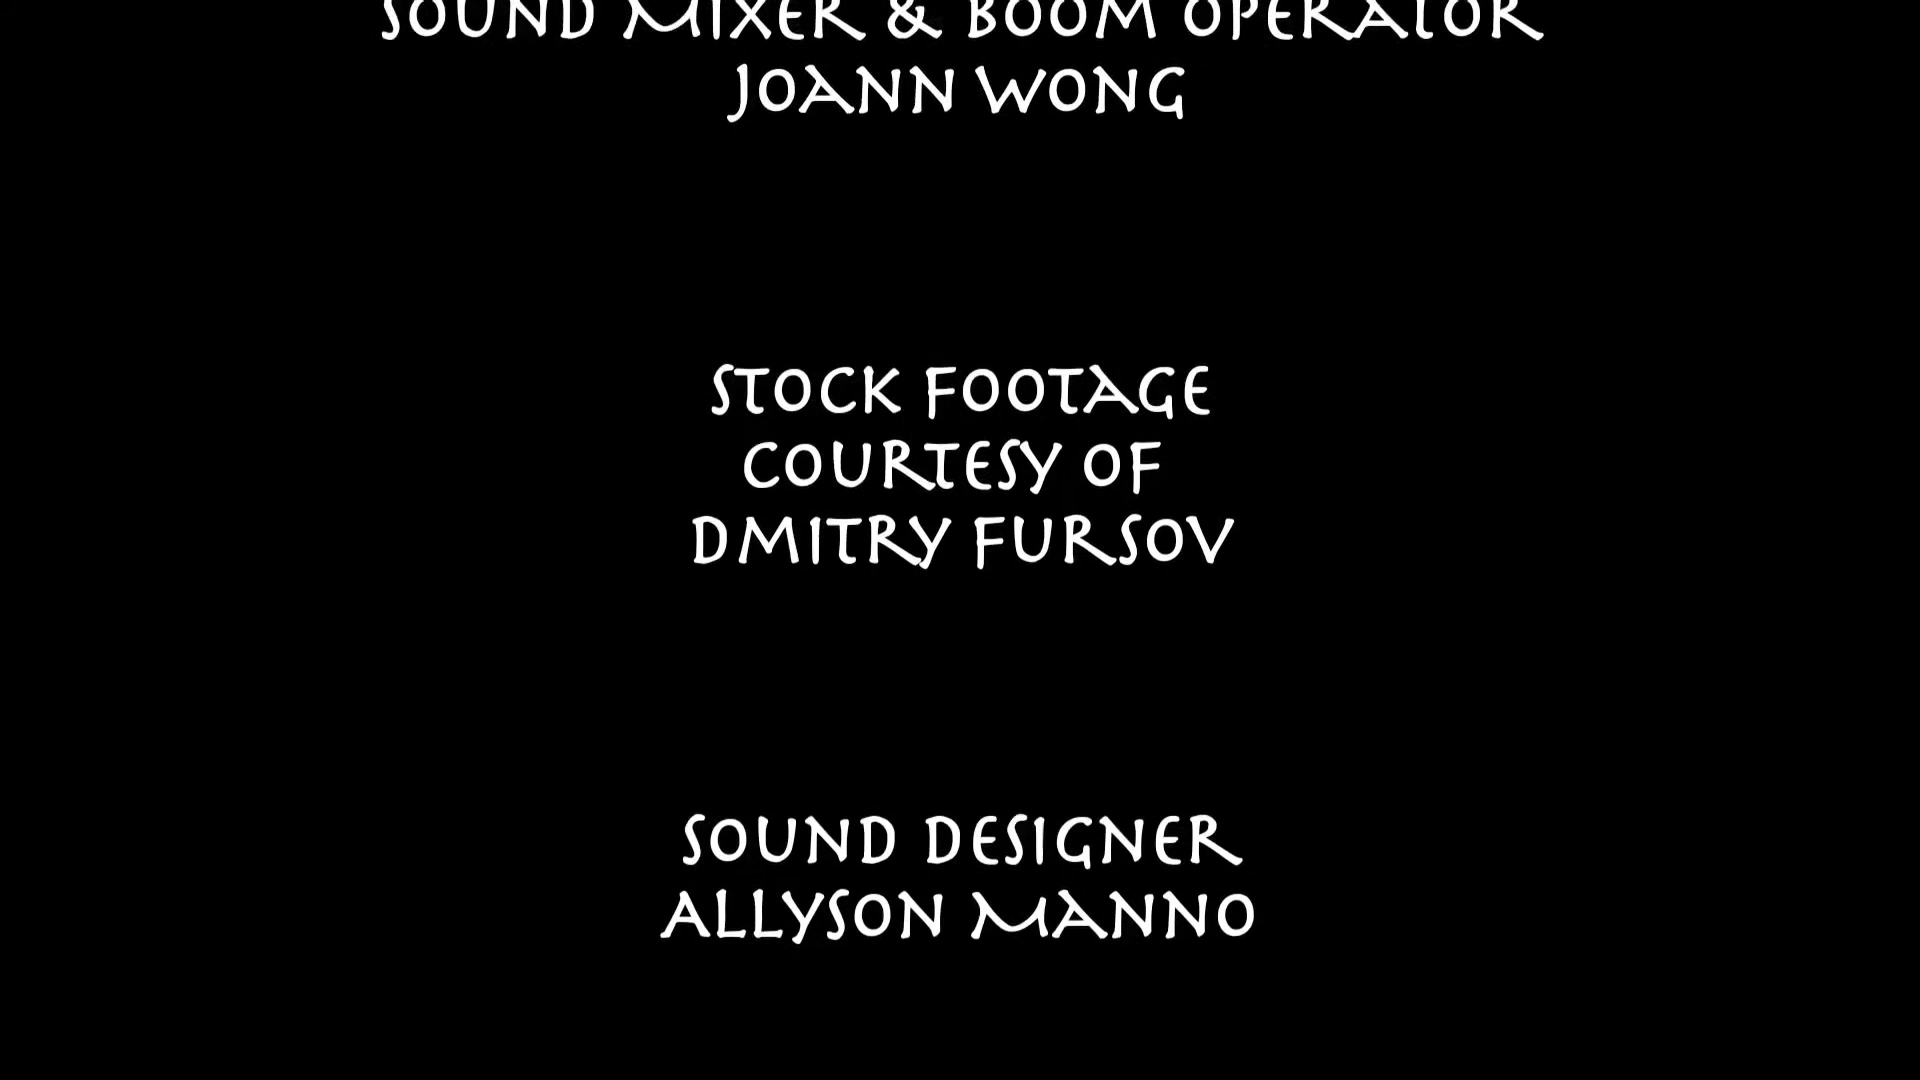 SOUND MIXER & BOOM OPERATOR
JOANN WONG
STOCK FOOTAGE
COURTESY OF
DMITRY FURSOV
SOUND DESIGNER
ALLYSON MANNO